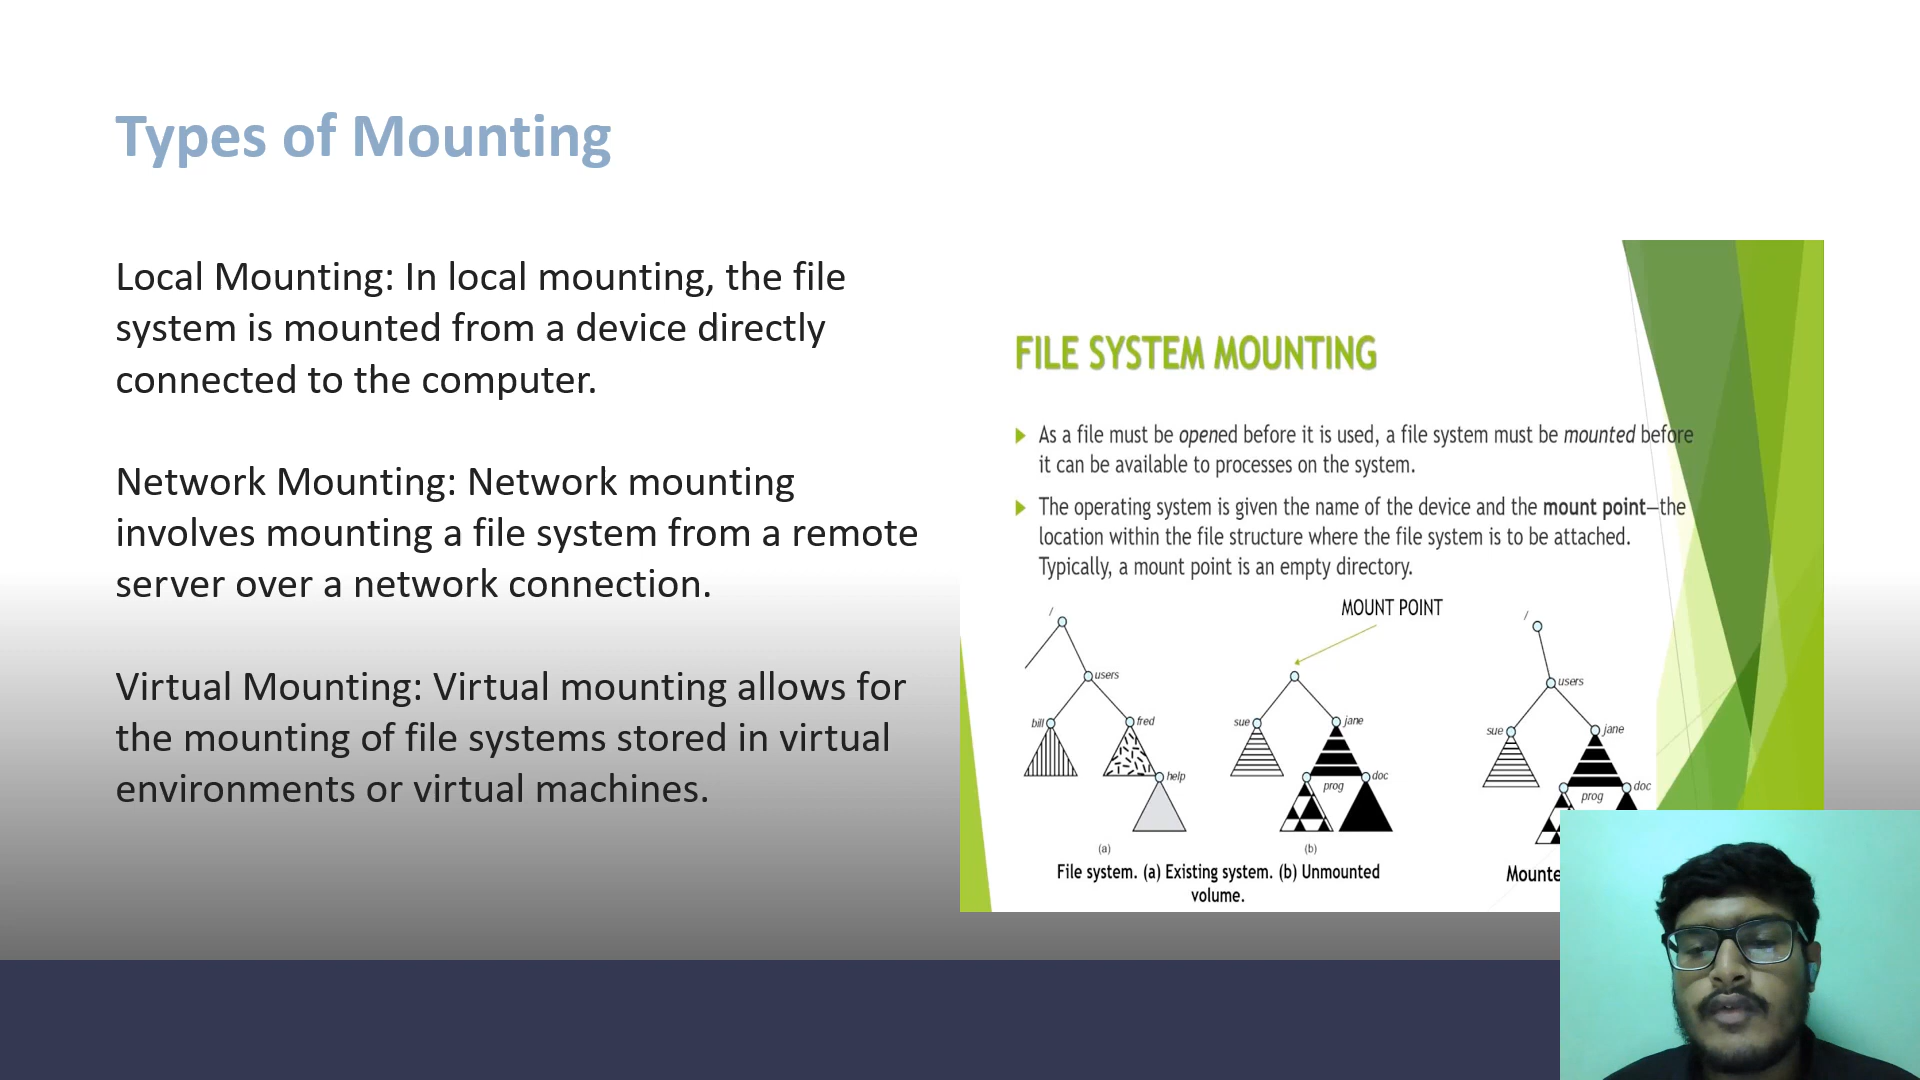 Types of Mounting
Local Mounting: In local mounting, the file
system is mounted from a device directly
connected to the computer.
Network Mounting: Network mounting
involves mounting a file system from a remote
server over a network connection.
Virtual Mounting: Virtual mounting allows for
the mounting of file systems stored in virtual
environments or virtual machines.
FILE SYSTEM MOUNTING
As a file must be opened before it is used, a file system must be mounted before
it can be available to processes on the system.
The operating system is given the name of the device and the mount point—the
location within the file structure where the file system is to be attached.
Typically, a mount point is an empty directory.
MOUNT POINT
/
users
bill
fred
help
(a)
sue
jane
prog
doc
(b)
/
users
sue
jane
prog
doc
File system. (a) Existing system. (b) Unmounted
volume.